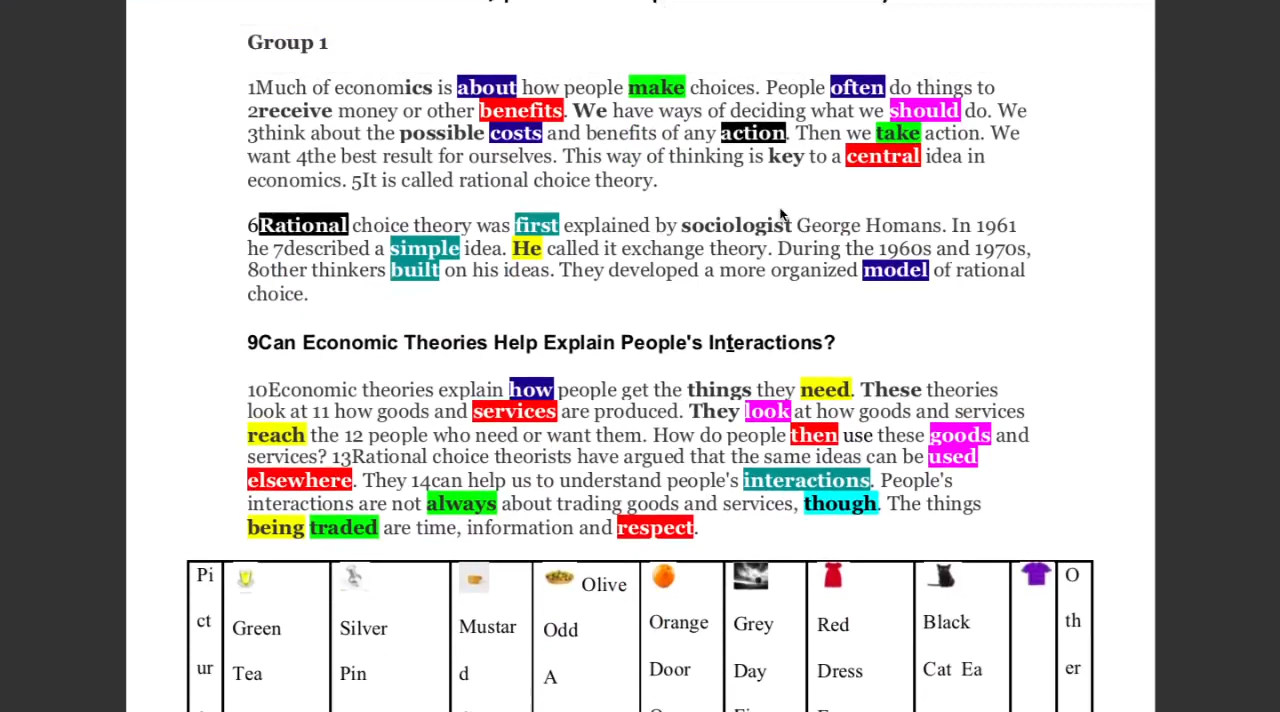 Group 1
1Much of economics is about how people make choices. People often do things to
2receive money or other benefits. We have ways of deciding what we should do. We
3think about the possible costs and benefits of any action. Then we take action. We
want 4the best result for ourselves. This way of thinking is key to a central idea in
economics. 5It is called rational choice theory.
6Rational choice theory was first explained by sociologist George Homans. In 1961
he 7described a simple idea. He called it exchange theory. During the 1960s and 1970s,
8other thinkers built on his ideas. They developed a more organized model of rational
choice.
9Can Economic Theories Help Explain People's Interactions?
10Economic theories explain how people get the things they need. These theories
look at 11 how goods and services are produced. They look at how goods and services
reach the 12 people who need or want them. How do people then use these goods and
services? 13Rational choice theorists have argued that the same ideas can be used
elsewhere. They 14can help us to understand people's interactions. People's
interactions are not always about trading goods and services, though. The things
being traded are time, information and respect.
Pi Olive O
ct Green Silver Mustar Odd Orange Grey Red Black th
ur Tea Pin d A Door Day Dress Cat Ea er